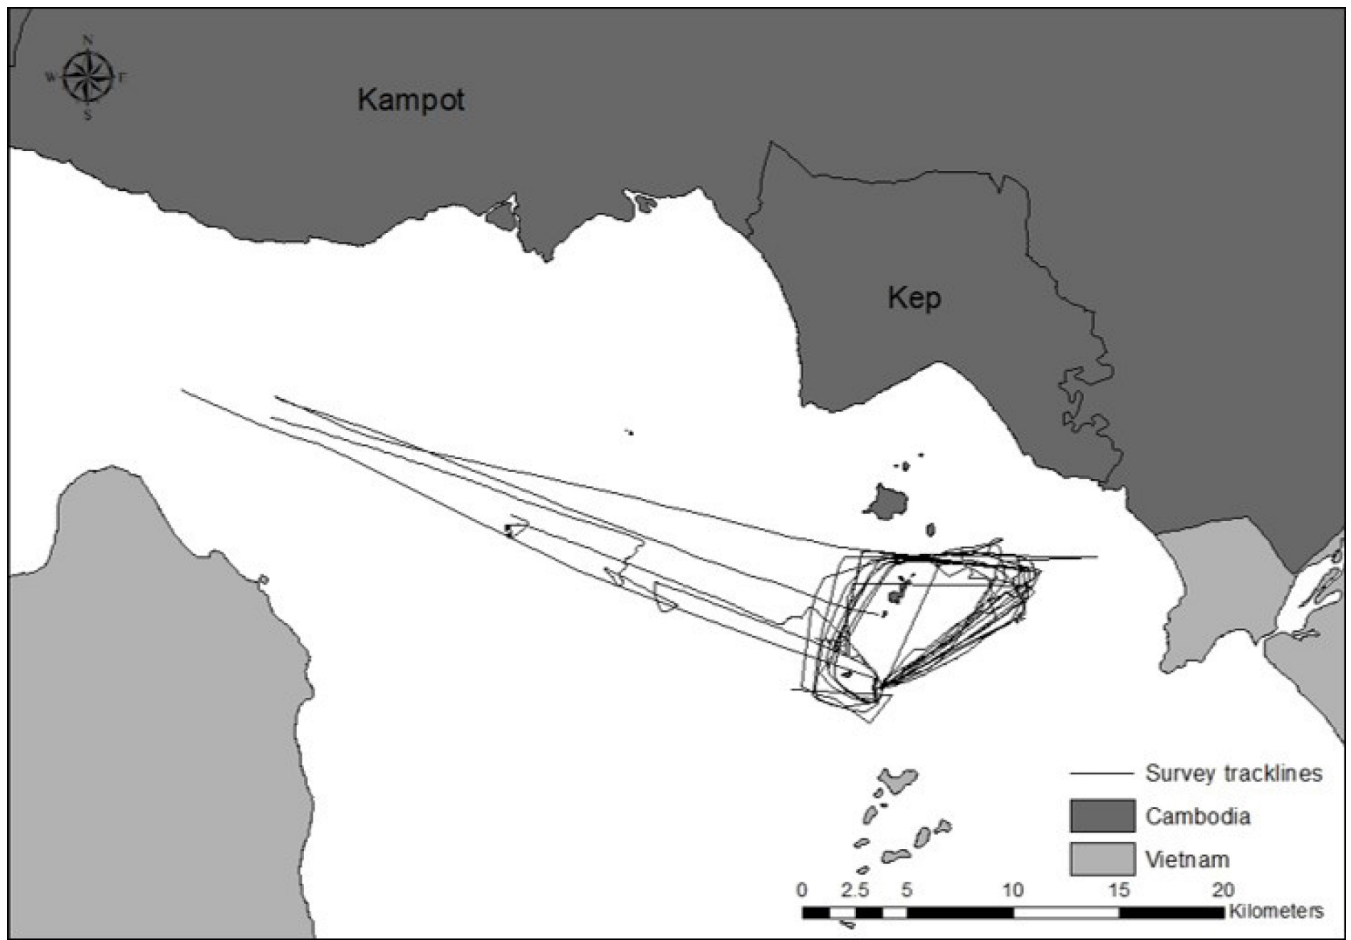 N
W E
S
Kampot
Kep
Survey tracklines
Cambodia
Vietnam
0 2.5 5 10 15 20
Kilometers